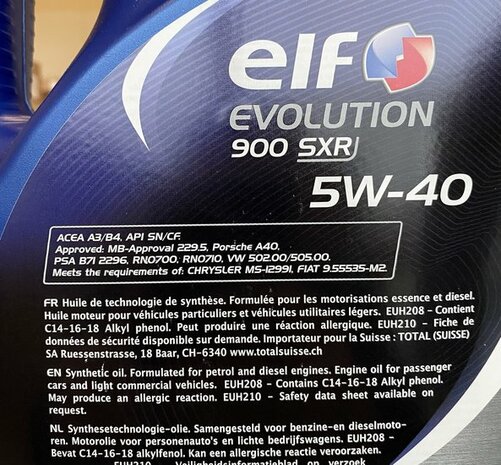 elf
EVOLUTION
900 SXR
5W-40
ACEA A3/B4, API SN/CF.
Approved: MB-Approval 229.5, Porsche A40,
PSA B71 2296, RN0700, RN0710, VW 502.00/505.00.
Meets the requirements of: CHRYSLER MS-12991, FIAT 9.55535-M2.
FR Huile de technologie de synthèse. Formulée pour les motorisations essence et diesel.
Huile moteur pour véhicules particuliers et véhicules utilitaires légers. EUH208 - Contient
C14-16-18 Alkyl phenol. Peut produire une réaction allergique. EUH210 - Fiche de
données de sécurité disponible sur demande. Importateur pour la Suisse : TOTAL (SUISSE)
SA Ruessenstrasse, 18 Baar, CH-6340 www.totalsuisse.ch
EN Synthetic oil. Formulated for petrol and diesel engines. Engine oil for passenger
cars and light commercial vehicles. EUH208 - Contains C14-16-18 Alkyl phenol.
May produce an allergic reaction. EUH210 - Safety data sheet available on
request.
NL Synthesetechnologie-olie. Samengesteld voor benzine-en dieselmoto-
ren. Motorolie voor personenauto's en lichte bedrijfswagens. EUH208 -
Bevat C14-16-18 alkylfenol. Kan een allergische reactie veroorzaken.
EUH210 - Veiligheidsinformatieblad op verzoek